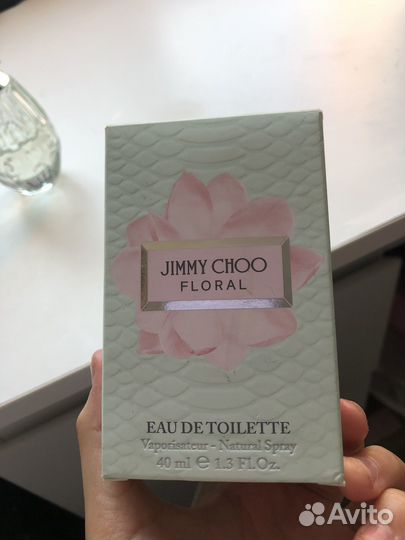 JIMMY CHOO
FLORAL
EAU DE TOILETTE
Vaporisateur - Natural Spray
40 ml e 1.3 Fl.Oz.
Avito